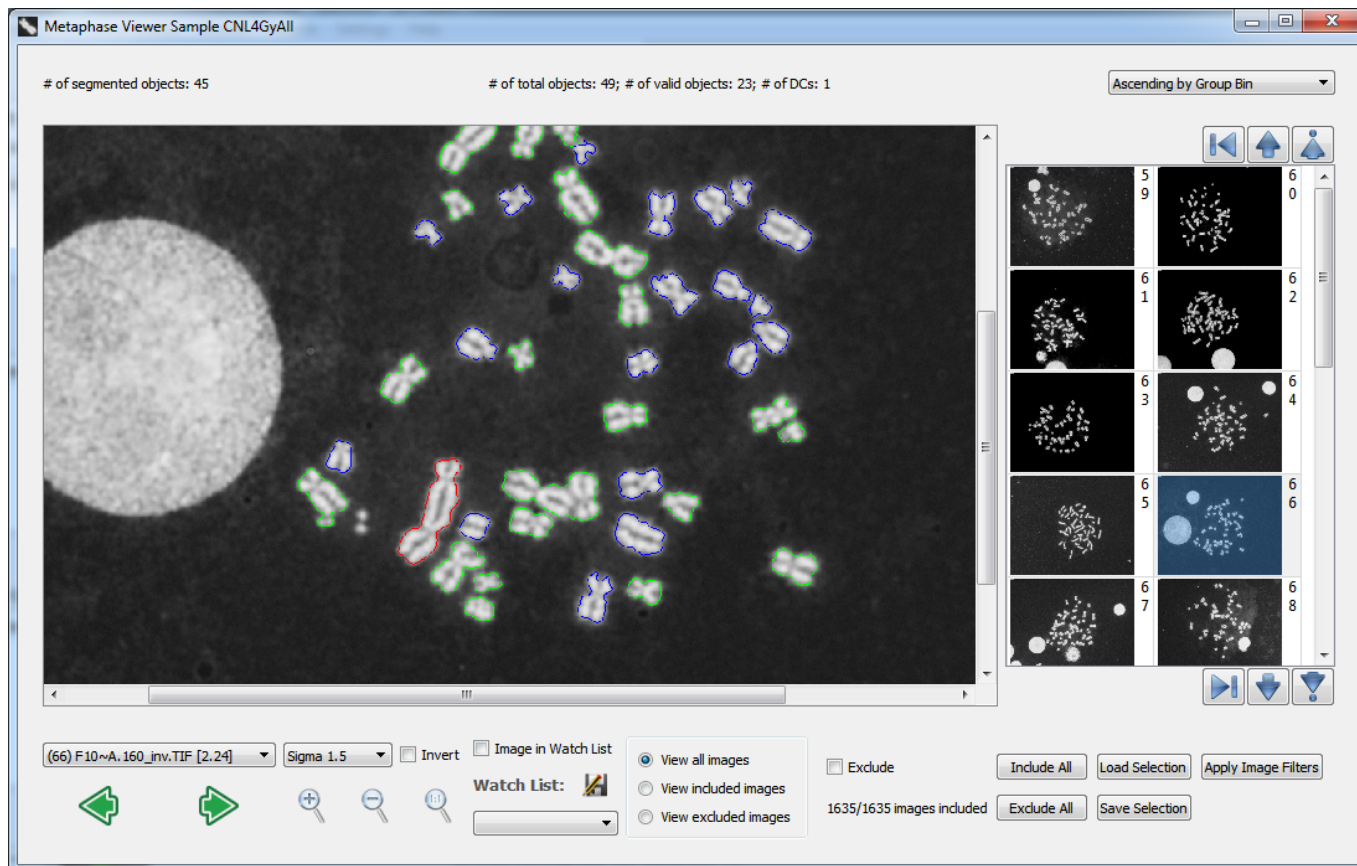 Metaphase Viewer Sample CNL4GyAll
# of segmented objects: 45
# of total objects: 49; # of valid objects: 23; # of DCs: 1
Ascending by Group Bin
59
60
61
62
63
64
65
66
67
68
(66) F10~A.160_inv.TIF [2.24]
Sigma 1.5
Invert
Image in Watch List
Watch List:
View all images
View included images
View excluded images
Exclude
1635/1635 images included
Include All
Load Selection
Apply Image Filters
Exclude All
Save Selection
1:1